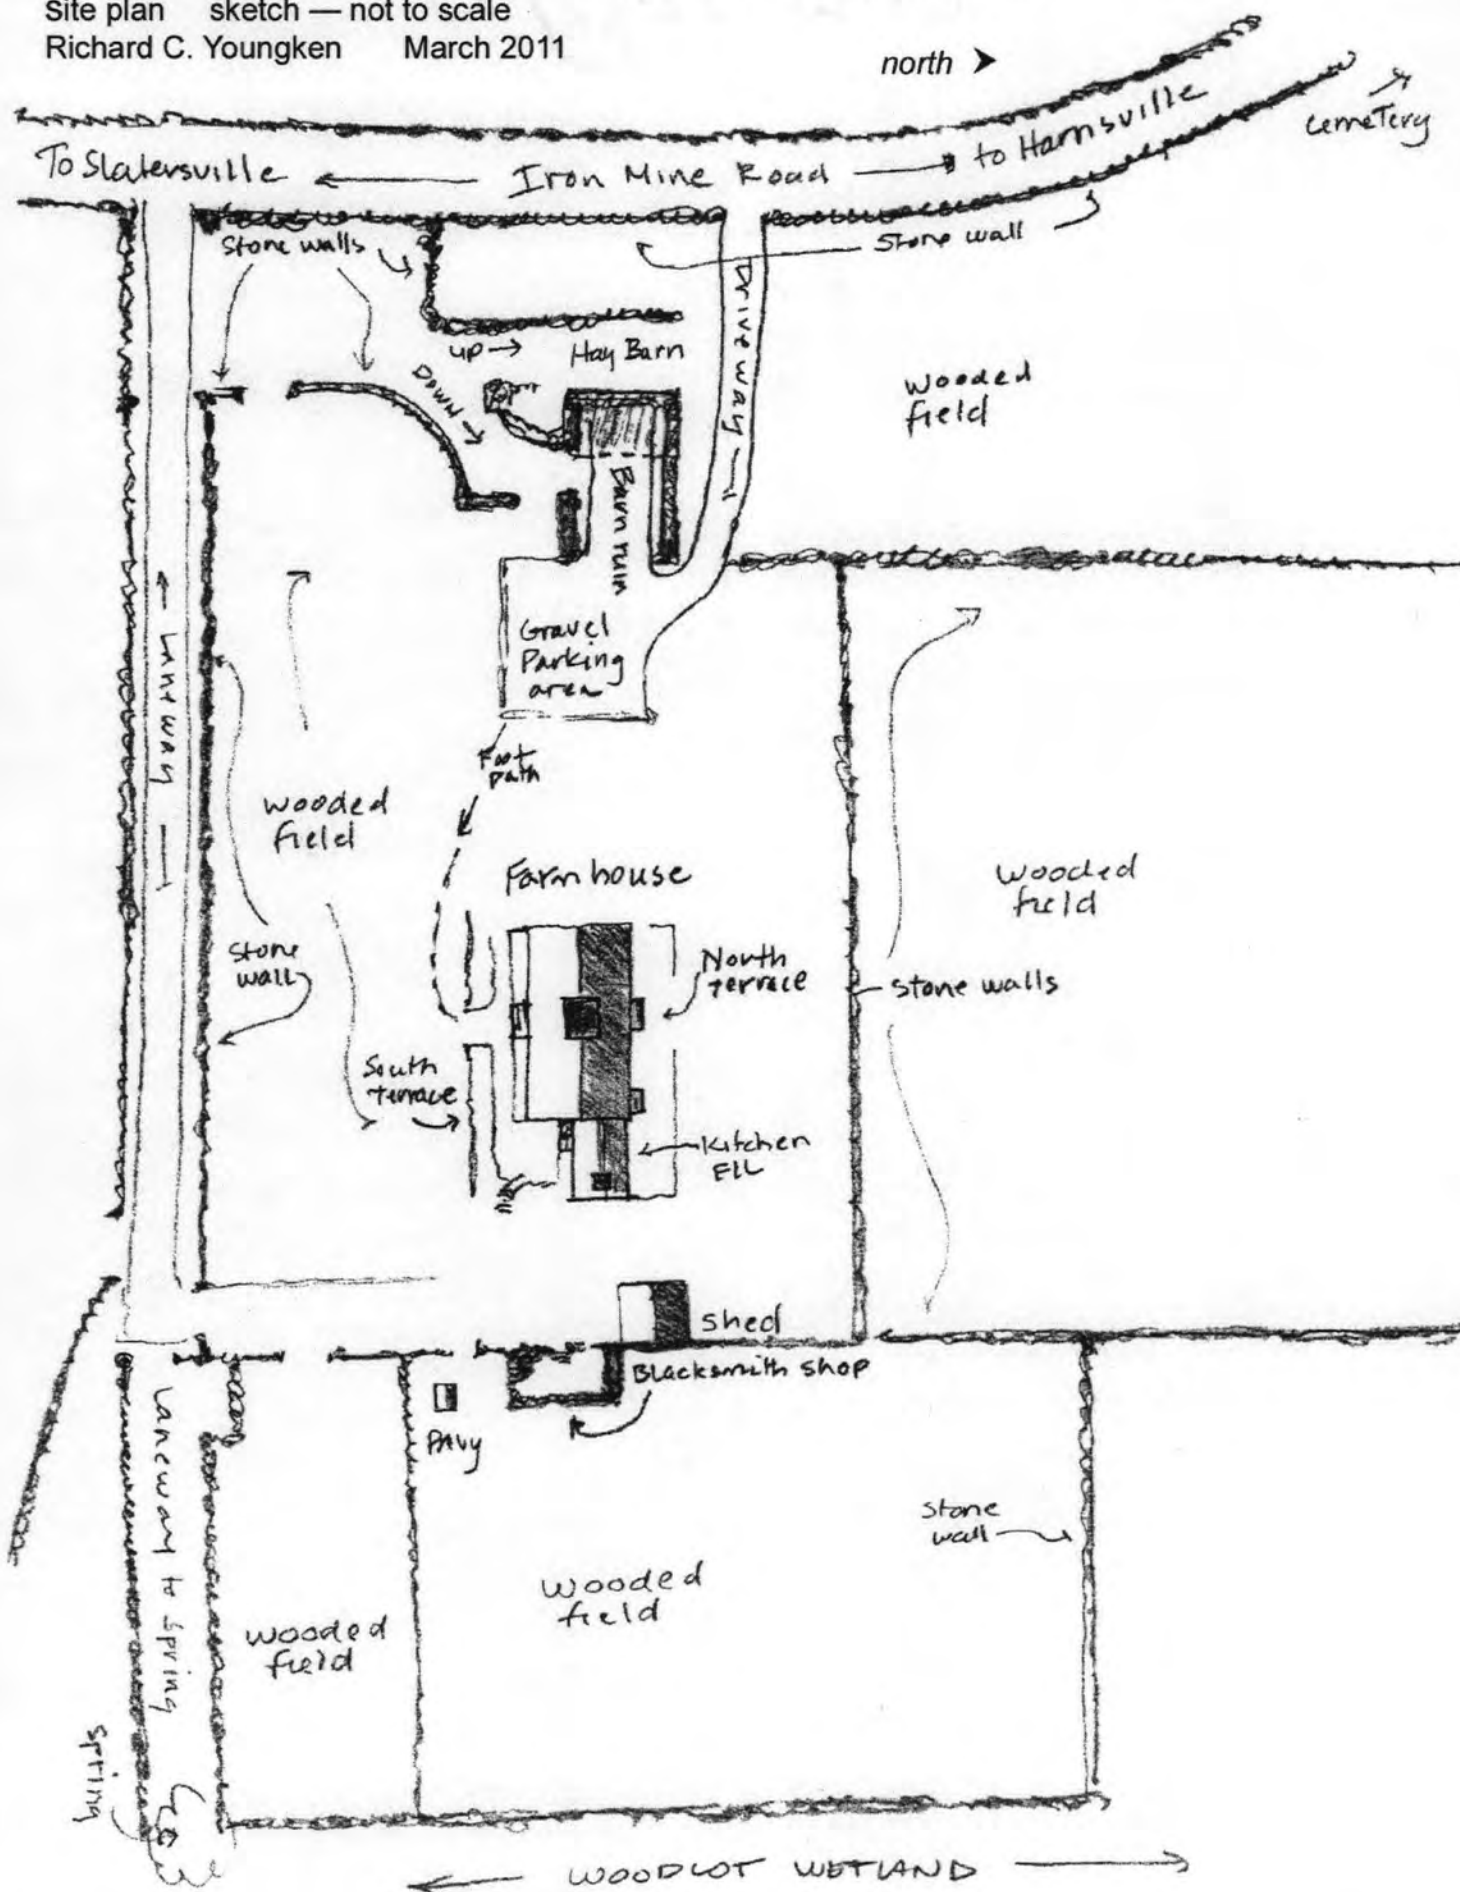 Site plan sketch — not to scale
Richard C. Youngken March 2011
north
cemetery
To Slatersville
Iron Mine Road
to Harrisville
Stone walls
Stone wall
Driveway
up
Hay Barn
DOWN
wooded
field
Barn ruin
Gravel
Parking
area
Laneway
Foot
path
wooded
field
Farmhouse
wooded
field
Stone
wall
North
terrace
stone walls
South
terrace
Kitchen
Ell
shed
Blacksmith shop
Privy
Laneway to Spring
stone
wall
wooded
field
wooded
field
spring
WOODLOT WETLAND